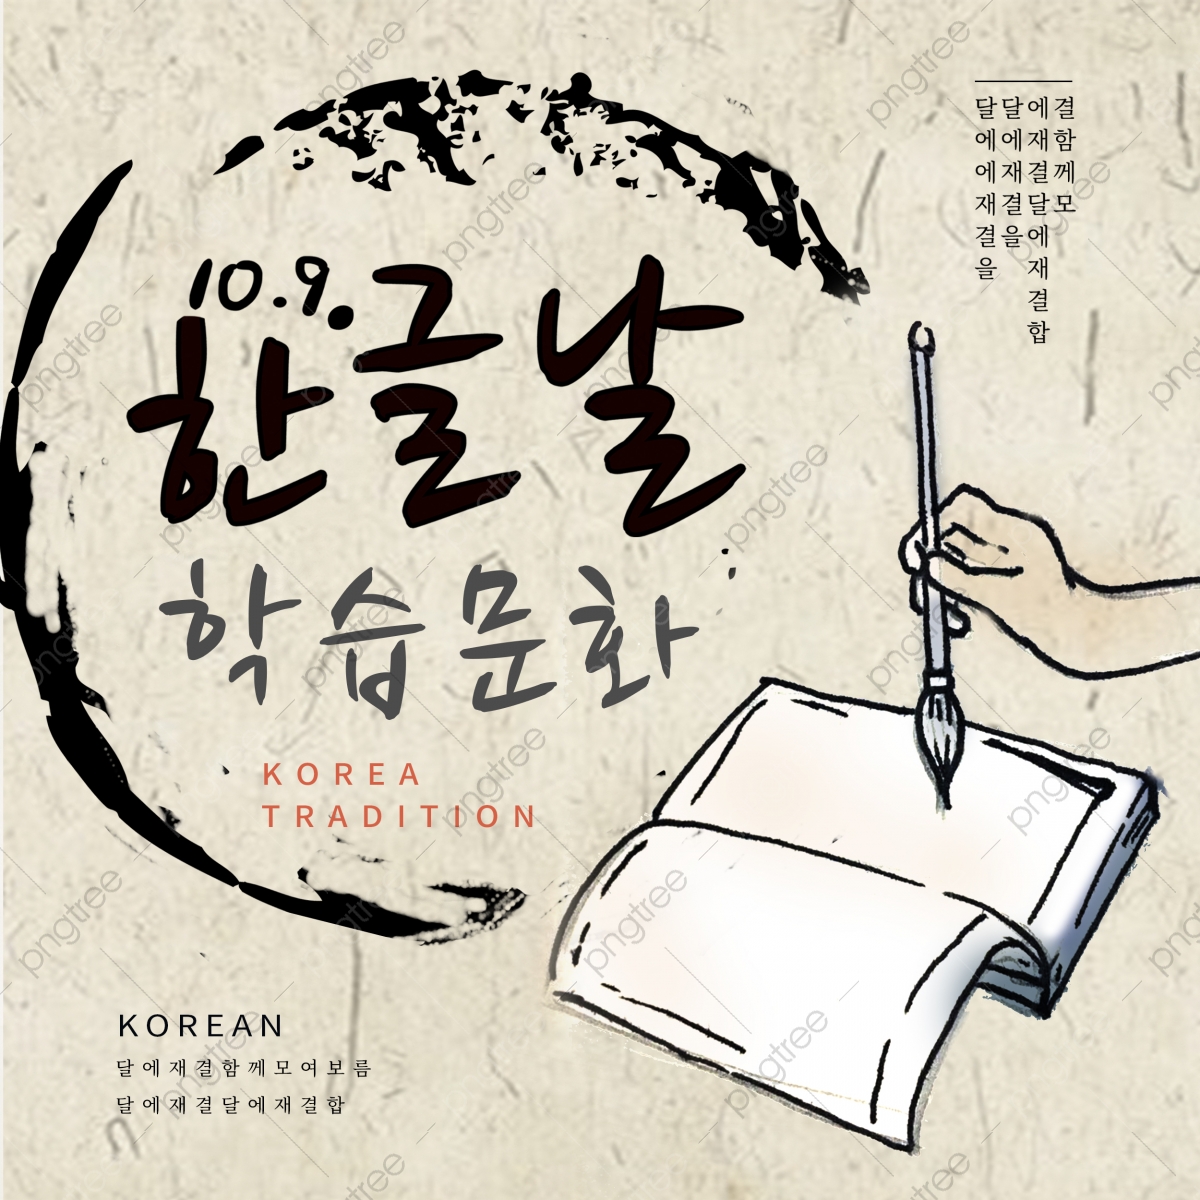 10.9.
한글날
학습문화
KOREA
TRADITION
결함께모
에재결달에재결합
달에재결을
달에에재결을
KOREAN
달에재결함께모여보름
달에재결달에재결합
pngtree